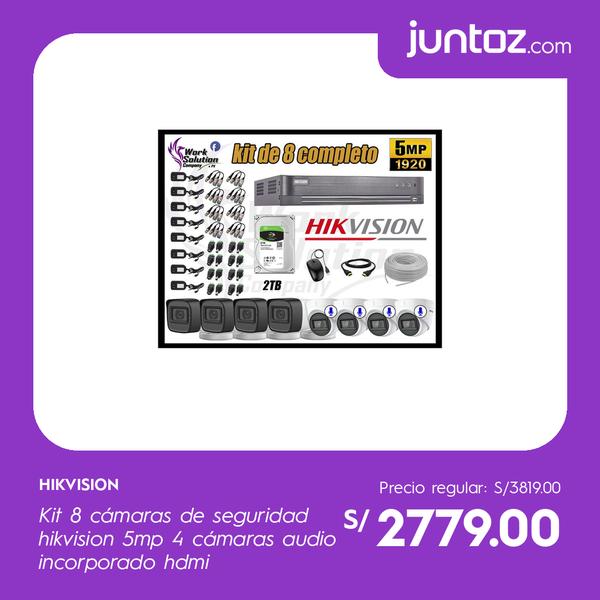 juntoz.com
Work
Solution
Company
kit de 8 completo
5MP
1920
HIKVISION
2TB
HIKVISION
Kit 8 cámaras de seguridad
hikvision 5mp 4 cámaras audio
incorporado hdmi
Precio regular: S/3819.00
S/ 2779.00